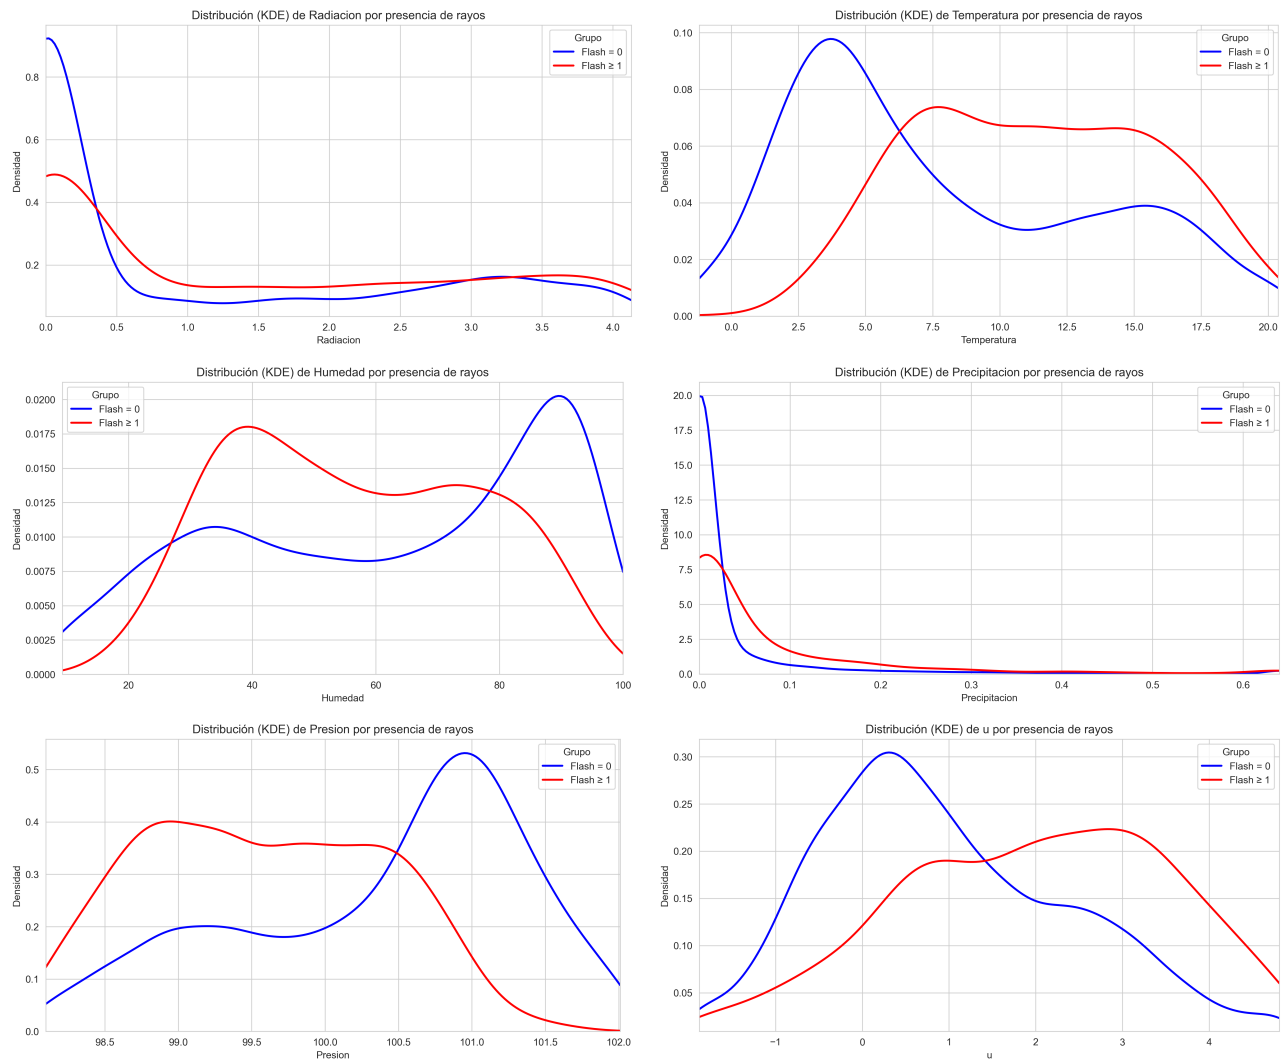 Distribución (KDE) de Radiacion por presencia de rayos
Grupo
Flash = 0
Flash ≥ 1
Densidad
0.8
0.6
0.4
0.2
0.0 0.5 1.0 1.5 2.0 2.5 3.0 3.5 4.0
Radiacion
Distribución (KDE) de Temperatura por presencia de rayos
Grupo
Flash = 0
Flash ≥ 1
Densidad
0.10
0.08
0.06
0.04
0.02
0.00
0.0 2.5 5.0 7.5 10.0 12.5 15.0 17.5 20.0
Temperatura
Distribución (KDE) de Humedad por presencia de rayos
Grupo
Flash = 0
Flash ≥ 1
Densidad
0.0200
0.0175
0.0150
0.0125
0.0100
0.0075
0.0050
0.0025
0.0000
20 40 60 80 100
Humedad
Distribución (KDE) de Precipitacion por presencia de rayos
Grupo
Flash = 0
Flash ≥ 1
Densidad
20.0
17.5
15.0
12.5
10.0
7.5
5.0
2.5
0.0
0.0 0.1 0.2 0.3 0.4 0.5 0.6
Precipitacion
Distribución (KDE) de Presion por presencia de rayos
Grupo
Flash = 0
Flash ≥ 1
Densidad
0.5
0.4
0.3
0.2
0.1
0.0
98.5 99.0 99.5 100.0 100.5 101.0 101.5 102.0
Presion
Distribución (KDE) de u por presencia de rayos
Grupo
Flash = 0
Flash ≥ 1
Densidad
0.30
0.25
0.20
0.15
0.10
0.05
−1 0 1 2 3 4
u